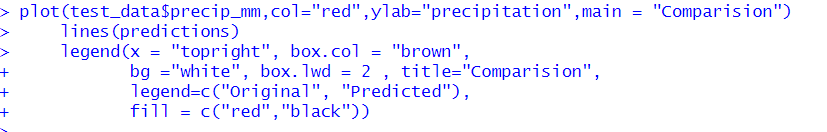 > plot(test_data$precip_mm,col="red",ylab="precipitation",main = "Comparision")
>     lines(predictions)
>     legend(x = "topright", box.col = "brown",
+            bg ="white", box.lwd = 2 , title="Comparision",
+            legend=c("Original", "Predicted"),
+            fill = c("red","black"))
>